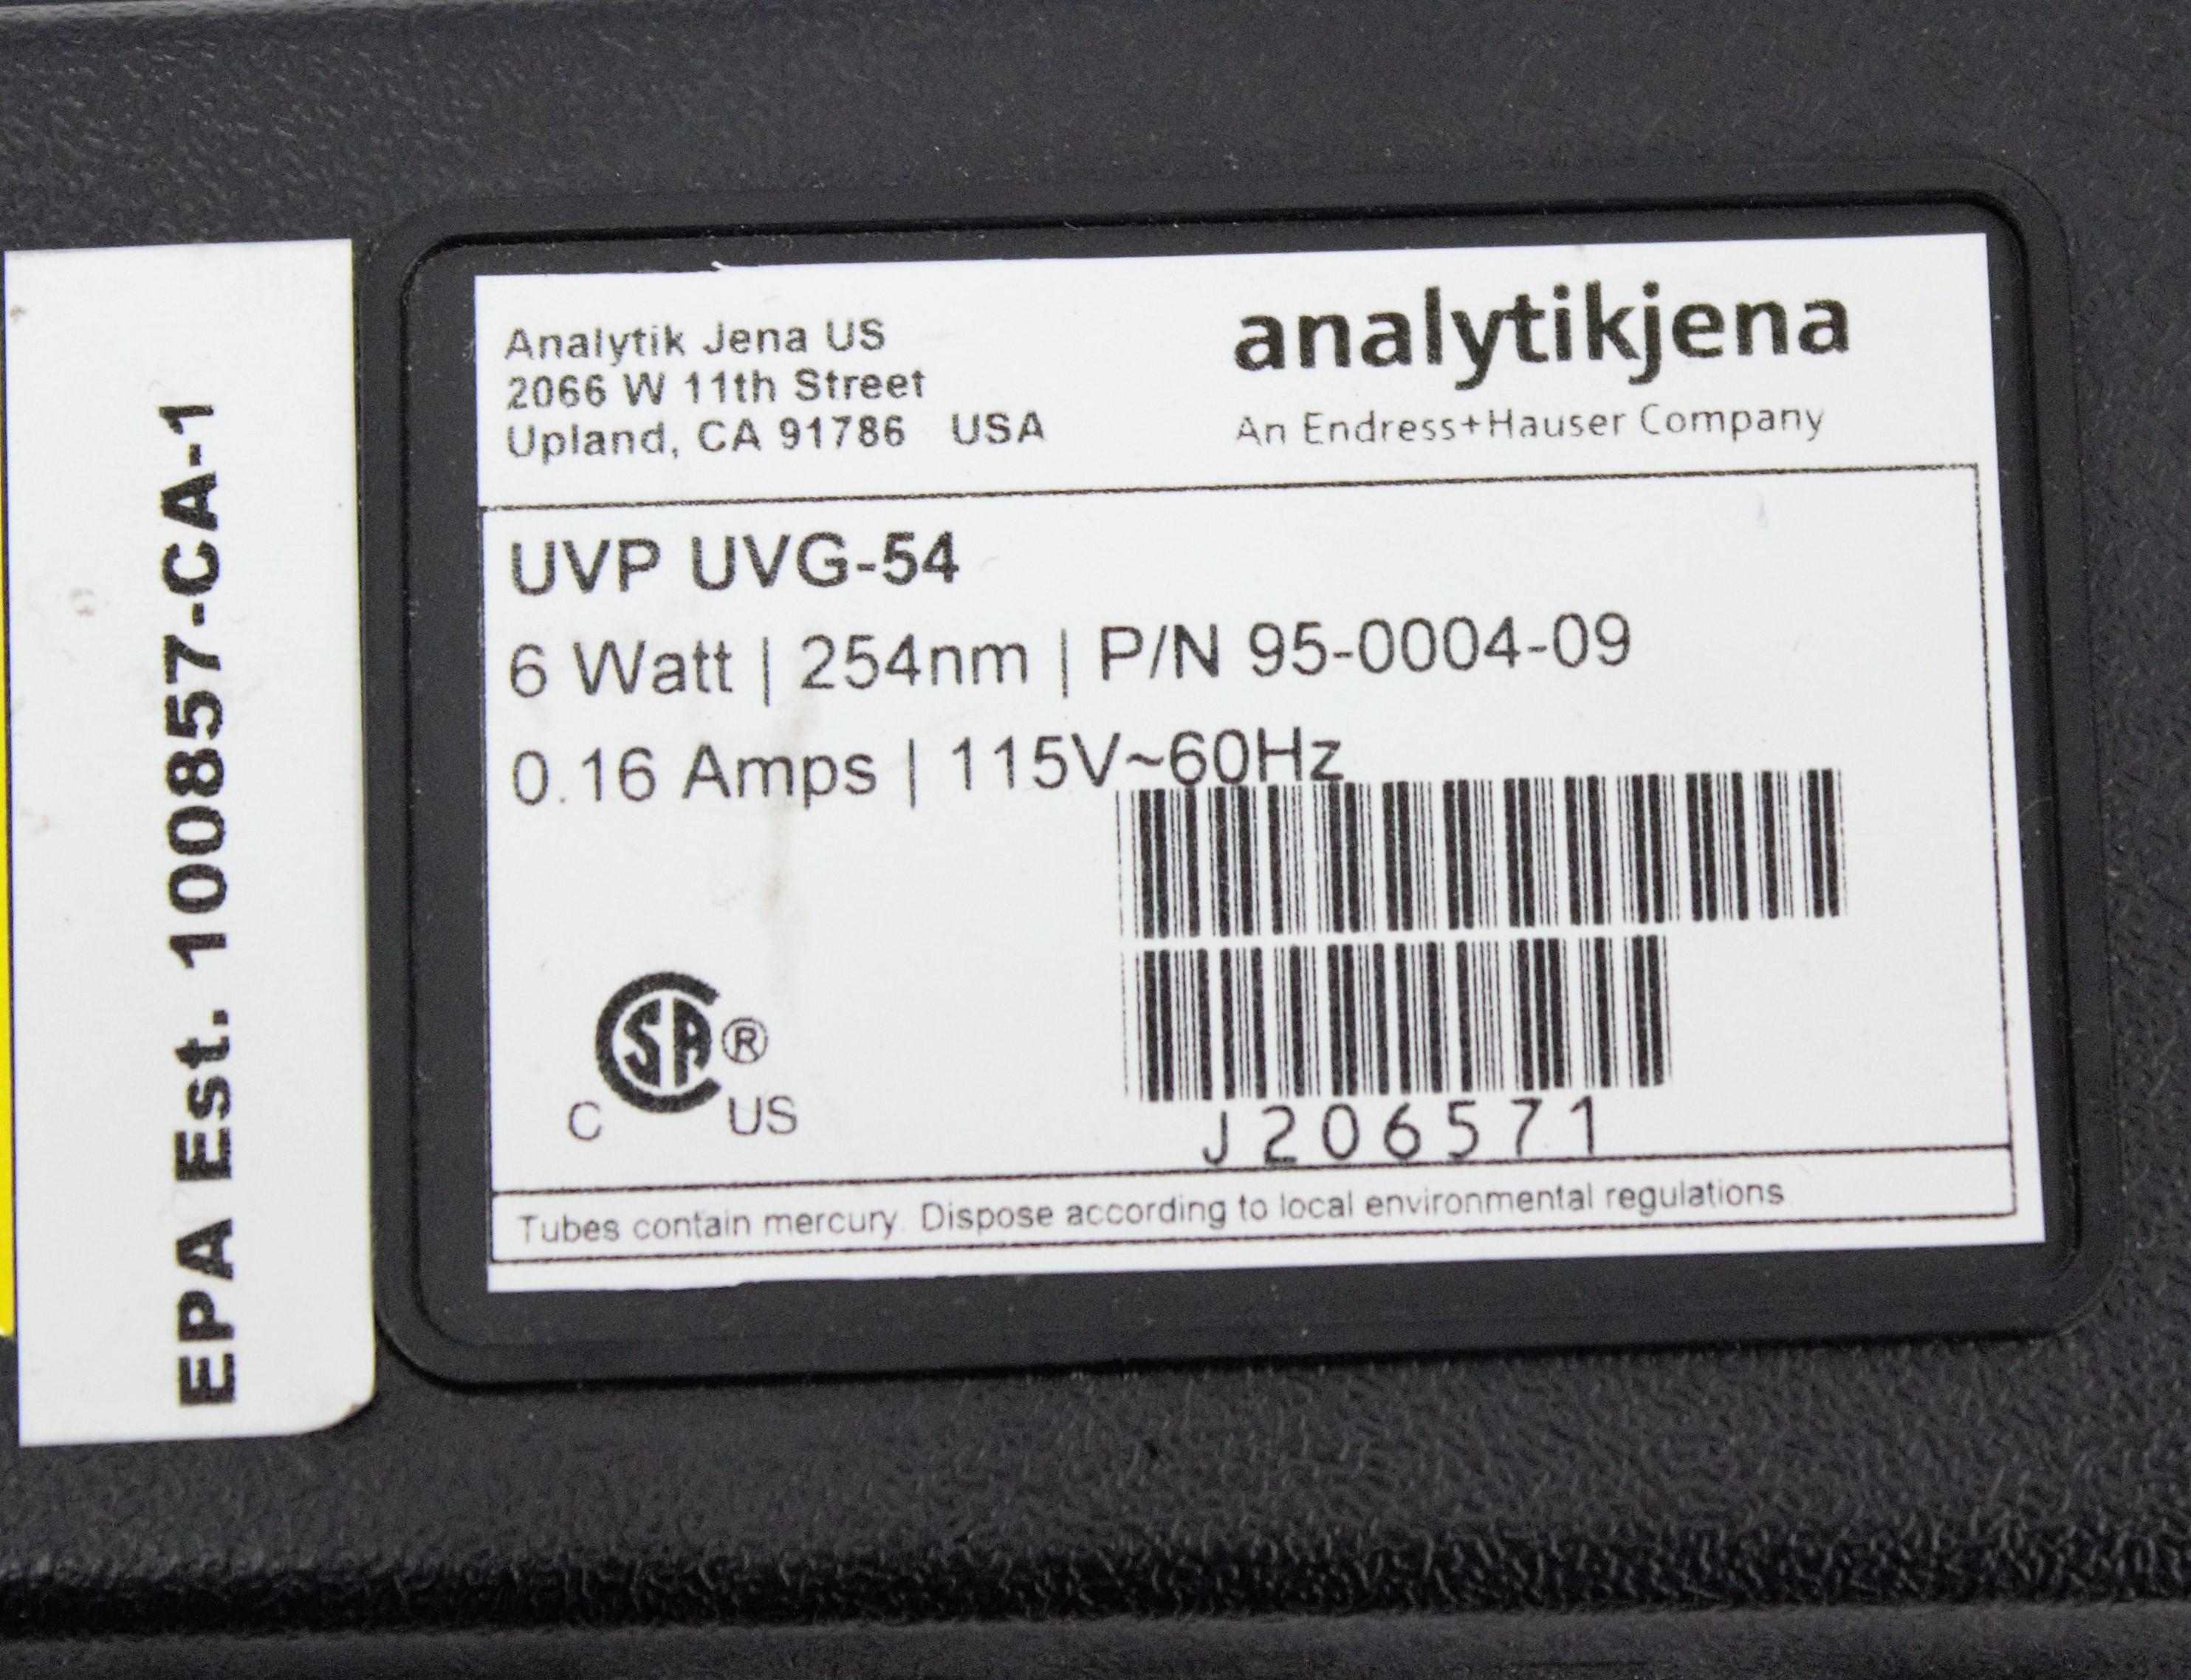 EPA Est. 100857-CA-1
Analytik Jena US
2066 W 11th Street
Upland, CA 91786 USA
analytikjena
An Endress+Hauser Company
UVP UVG-54
6 Watt | 254nm | P/N 95-0004-09
0.16 Amps | 115V~60Hz
CSA ®
C US
J206571
Tubes contain mercury. Dispose according to local environmental regulations